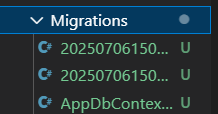 Migrations
C# 20250706150... U
C# 20250706150... U
C# AppDbContex... U